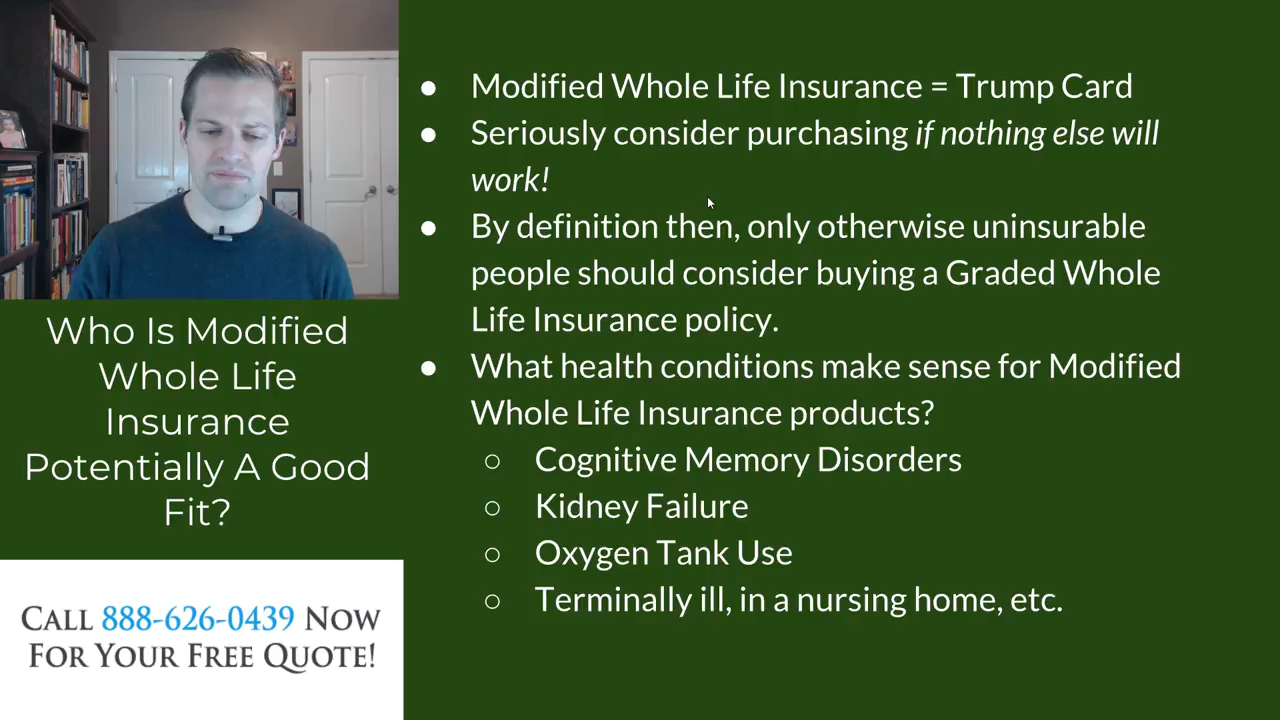 Who Is Modified
Whole Life
Insurance
Potentially A Good
Fit?
CALL 888-626-0439 NOW
FOR YOUR FREE QUOTE!
● Modified Whole Life Insurance = Trump Card
● Seriously consider purchasing if nothing else will
work!
● By definition then, only otherwise uninsurable
people should consider buying a Graded Whole
Life Insurance policy.
● What health conditions make sense for Modified
Whole Life Insurance products?
○ Cognitive Memory Disorders
○ Kidney Failure
○ Oxygen Tank Use
○ Terminally ill, in a nursing home, etc.